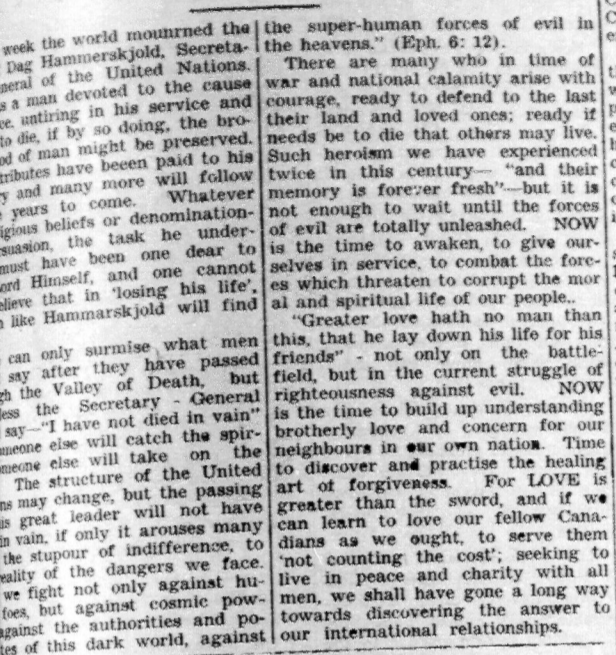 week the world mounrned the
Dag Hammerskjold, Secreta-
neral of the United Nations.
s a man devoted to the cause
ce, untiring in his service and
to die, if by so doing, the bro-
od of man might be preserved.
tributes have beeen paid to his
ry and many more will follow
years to come. Whatever
igious beliefs or denomination-
suasion, the task he under-
must have been one dear to
ord Himself, and one cannot
elieve that in 'losing his life',
n like Hammarskjold will find
can only surmise what men
say after they have passed
gh the Valley of Death, but
less the Secretary - General
say—"I have not died in vain"
meone else will catch the spir-
omeone else will take on the
The structure of the United
ns may change, but the passing
is great leader will not have
in vain, if only it arouses many
the stupour of indifference, to
eality of the dangers we face.
we fight not only against hu-
foes, but against cosmic pow-
against the authorities and po-
tes of this dark world, against
the super-human forces of evil in
the heavens." (Eph. 6: 12).
There are many who in time of
war and national calamity arise with
courage, ready to defend to the last
their land and loved ones; ready if
needs be to die that others may live.
Such heroism we have experienced
twice in this century— "and their
memory is forever fresh"—but it is
not enough to wait until the forces
of evil are totally unleashed. NOW
is the time to awaken, to give our-
selves in service, to combat the forc-
es which threaten to corrupt the mor
al and spiritual life of our people..
"Greater love hath no man than
this, that he lay down his life for his
friends" - not only on the battle-
field, but in the current struggle of
righteousness against evil. NOW
is the time to build up understanding
brotherly love and concern for our
neighbours in our own nation. Time
to discover and practise the healing
art of forgiveness. For LOVE is
greater than the sword, and if we
can learn to love our fellow Cana-
dians as we ought, to serve them
'not counting the cost'; seeking to
live in peace and charity with all
men, we shall have gone a long way
towards discovering the answer to
our international relationships.